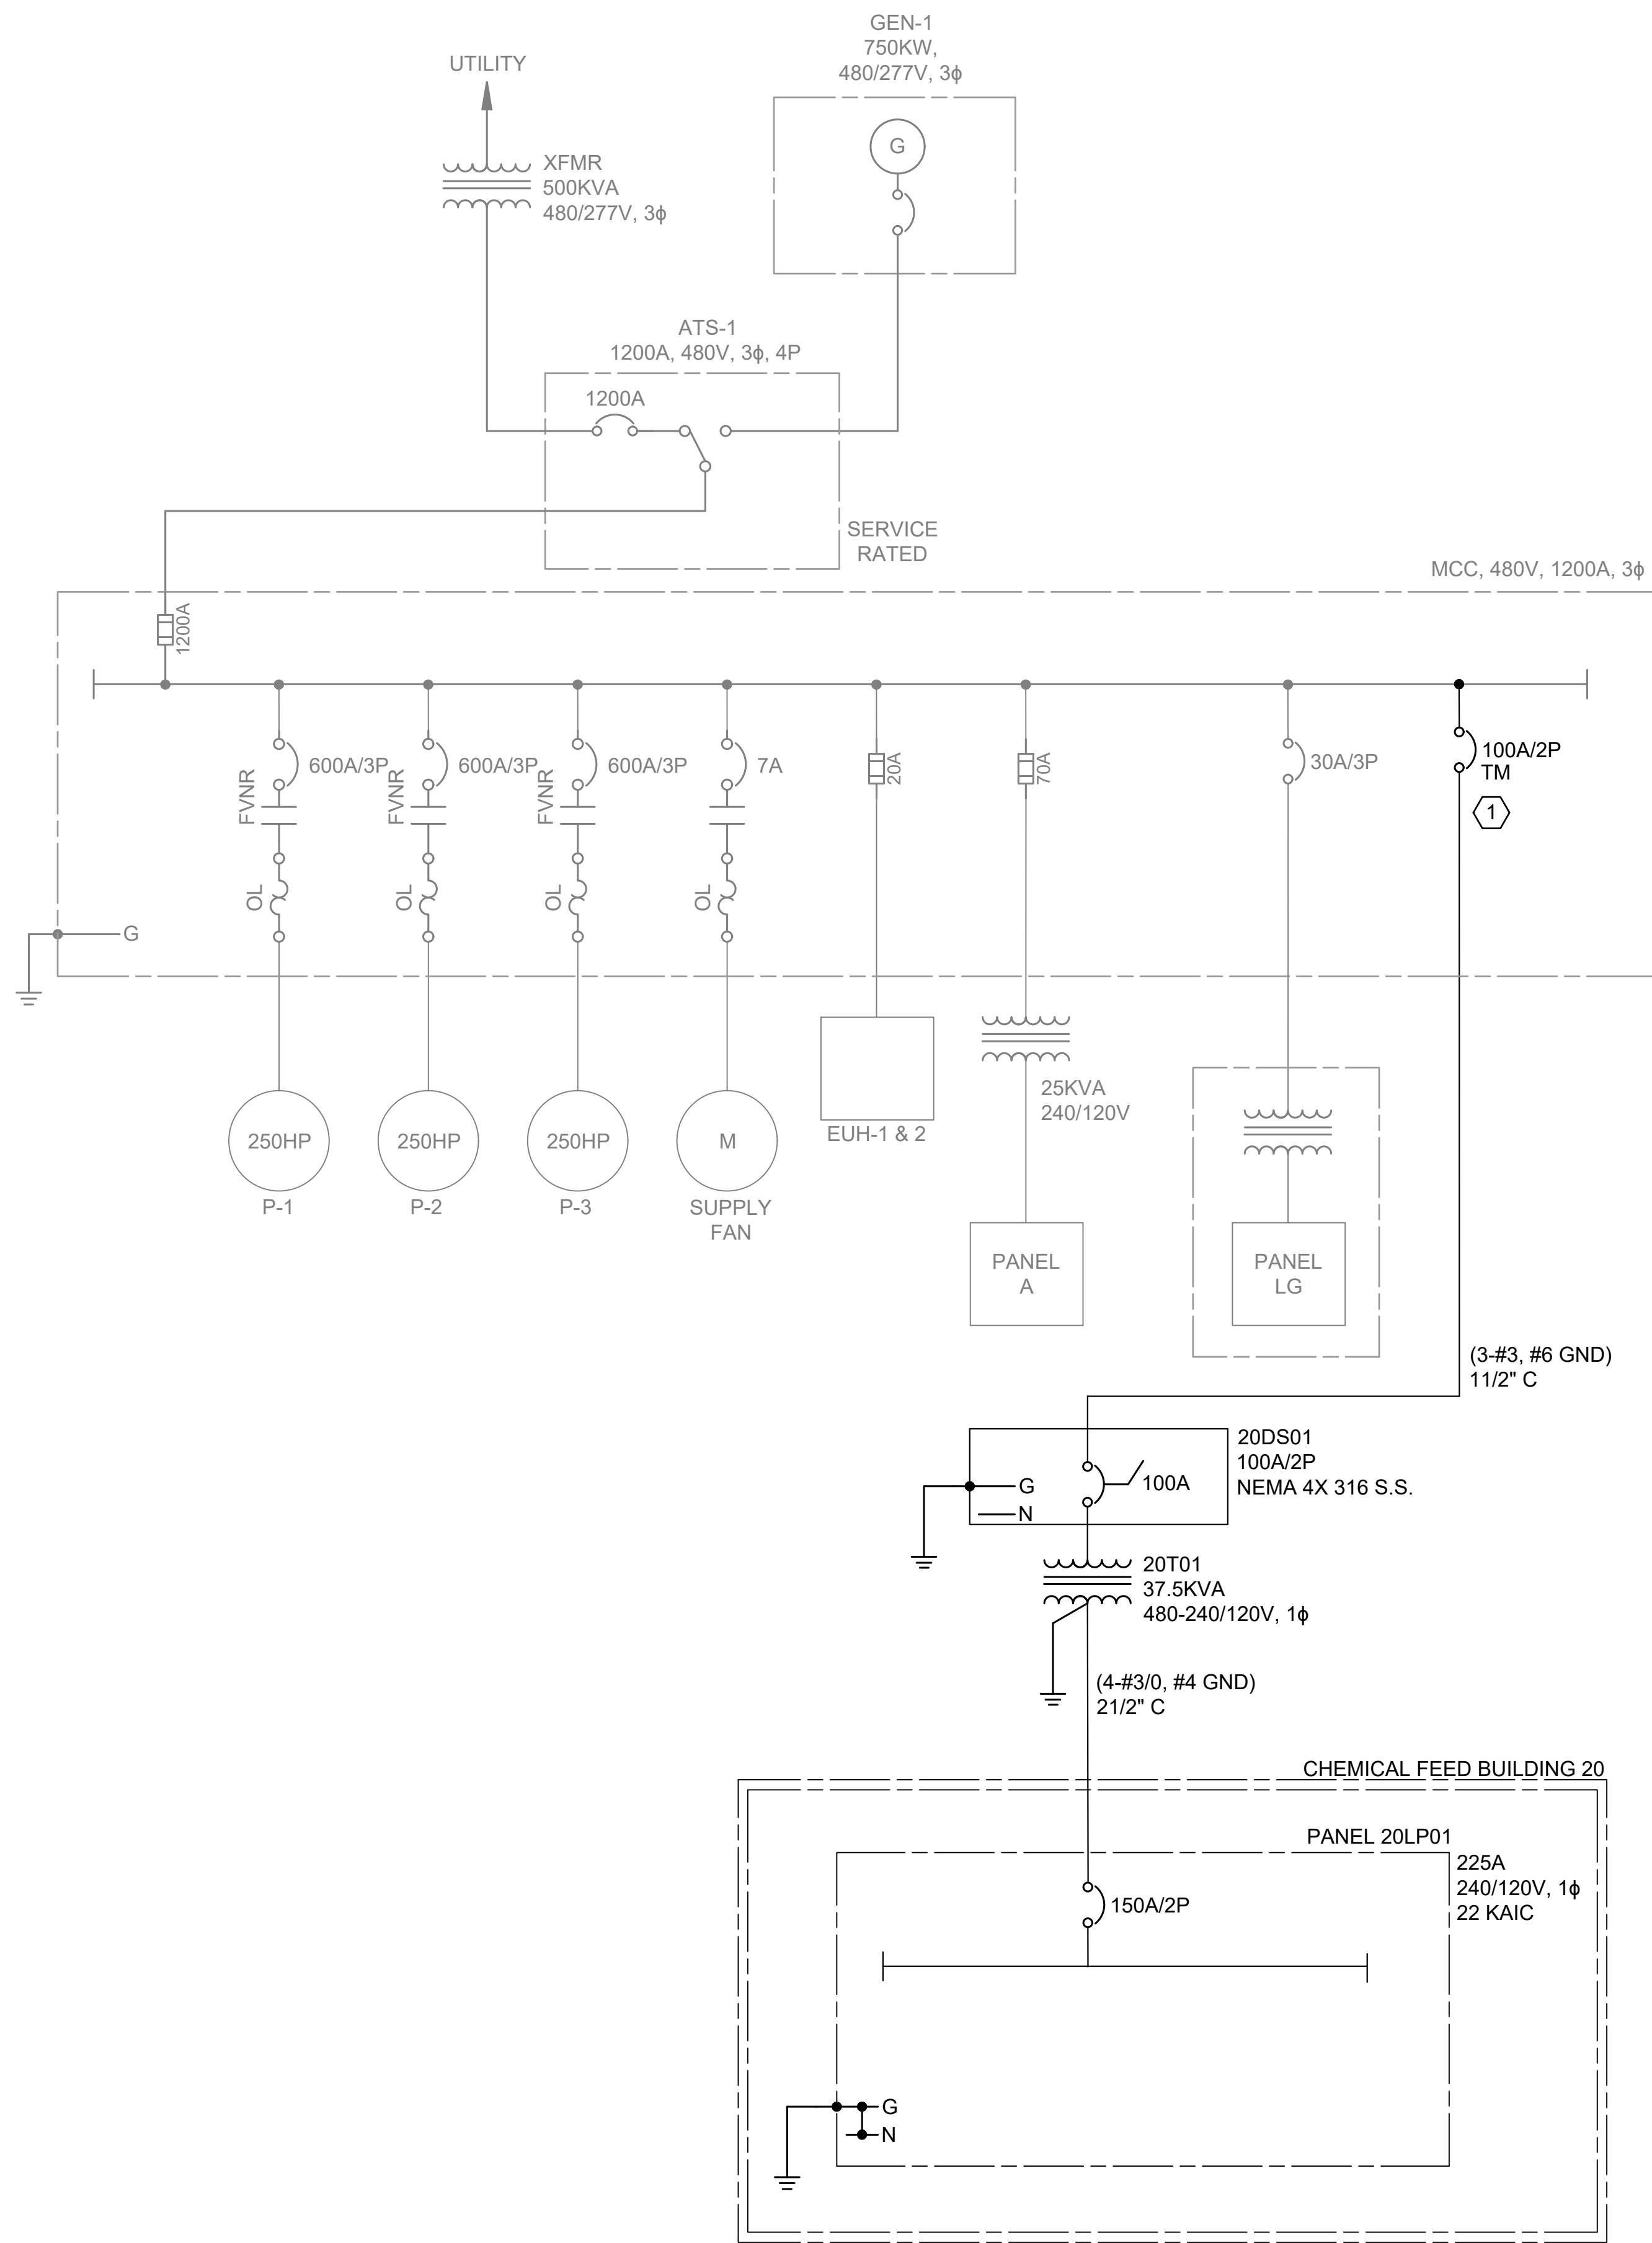 GEN-1
750KW,
480/277V, 3ϕ
UTILITY
G
XFMR
500KVA
480/277V, 3ϕ
ATS-1
1200A, 480V, 3ϕ, 4P
1200A
SERVICE
RATED
MCC, 480V, 1200A, 3ϕ
1200A
600A/3P
FVNR
OL
600A/3P
FVNR
OL
600A/3P
FVNR
OL
7A
OL
20A
70A
30A/3P
100A/2P
TM
1
G
250HP
P-1
250HP
P-2
250HP
P-3
M
SUPPLY
FAN
EUH-1 & 2
25KVA
240/120V
PANEL
A
PANEL
LG
(3-#3, #6 GND)
11/2" C
20DS01
100A/2P
NEMA 4X 316 S.S.
100A
G
N
20T01
37.5KVA
480-240/120V, 1ϕ
(4-#3/0, #4 GND)
21/2" C
CHEMICAL FEED BUILDING 20
PANEL 20LP01
225A
240/120V, 1ϕ
22 KAIC
150A/2P
G
N